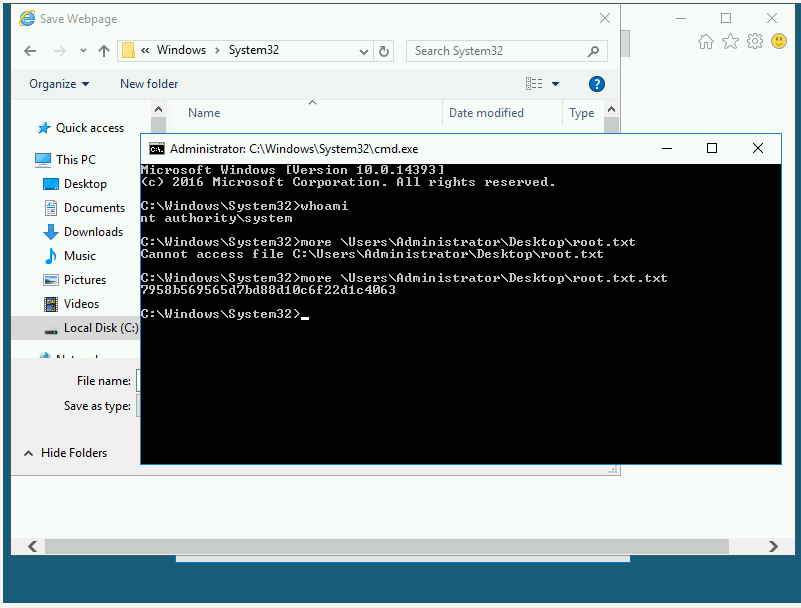 Save Webpage
« Windows › System32
Search System32
Organize
New folder
Name
Date modified
Type
Quick access
This PC
Desktop
Documents
Downloads
Music
Pictures
Videos
Local Disk (C:)
File name:
Save as type:
Hide Folders
Administrator: C:\Windows\System32\cmd.exe
Microsoft Windows [Version 10.0.14393]
(c) 2016 Microsoft Corporation. All rights reserved.
C:\Windows\System32>whoami
nt authority\system
C:\Windows\System32>more \Users\Administrator\Desktop\root.txt
Cannot access file C:\Users\Administrator\Desktop\root.txt
C:\Windows\System32>more \Users\Administrator\Desktop\root.txt.txt
7958b569565d7bd88d10c6f22d1c4063
C:\Windows\System32>